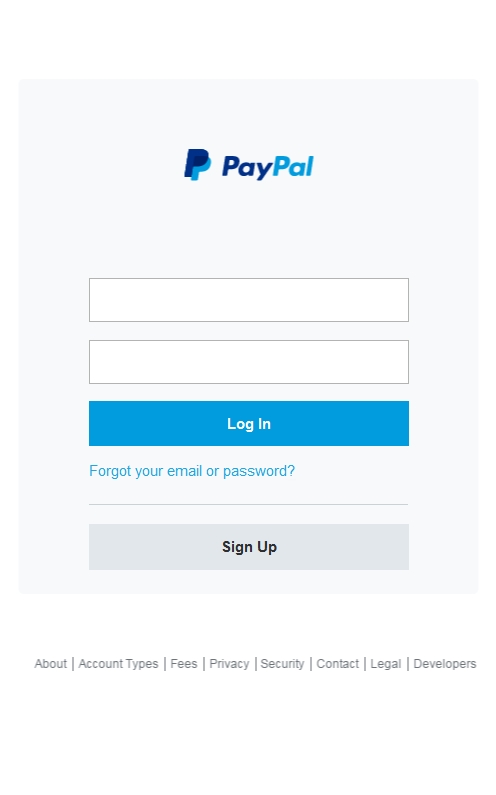 PayPal
Log In
Forgot your email or password?
Sign Up
About | Account Types | Fees | Privacy | Security | Contact | Legal | Developers